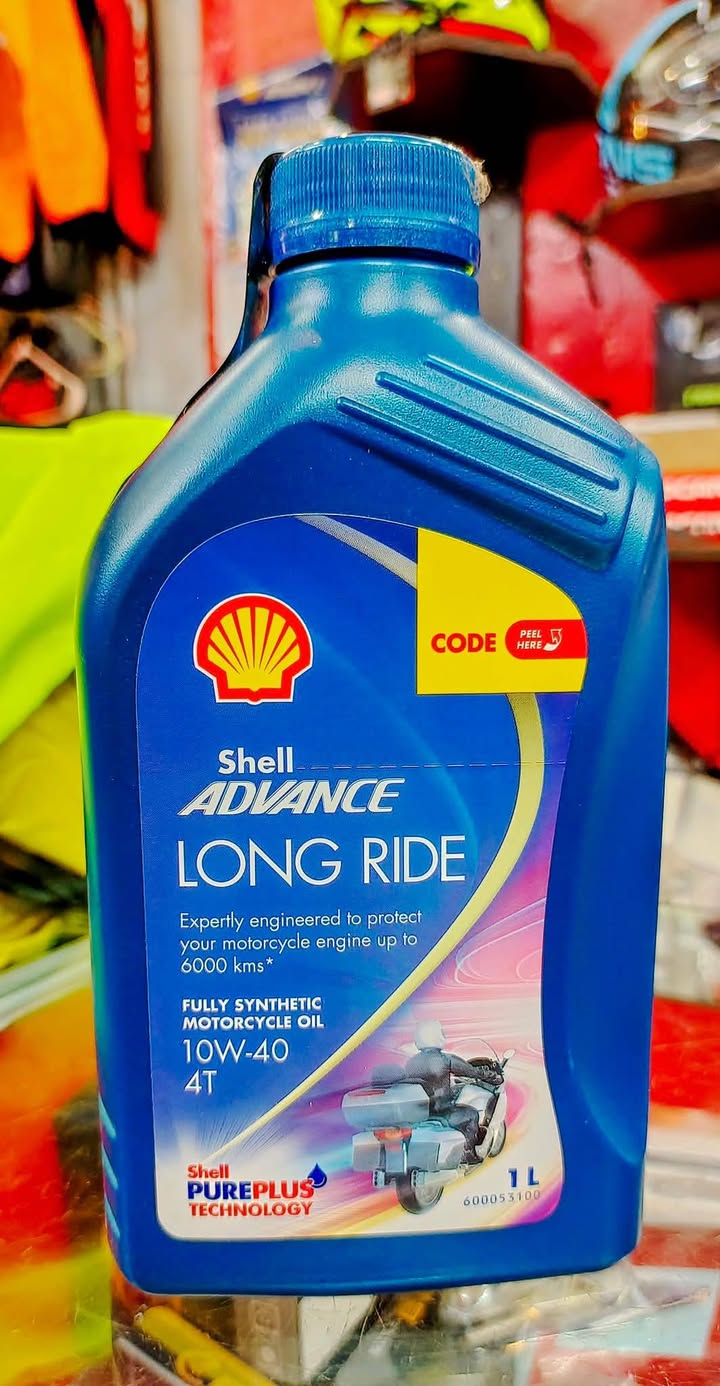 NIS
CODE
PEEL
HERE
Shell
ADVANCE
LONG RIDE
Expertly engineered to protect
your motorcycle engine up to
6000 kms*
FULLY SYNTHETIC
MOTORCYCLE OIL
10W-40
4T
Shell
PUREPLUS
TECHNOLOGY
1 L
600053100